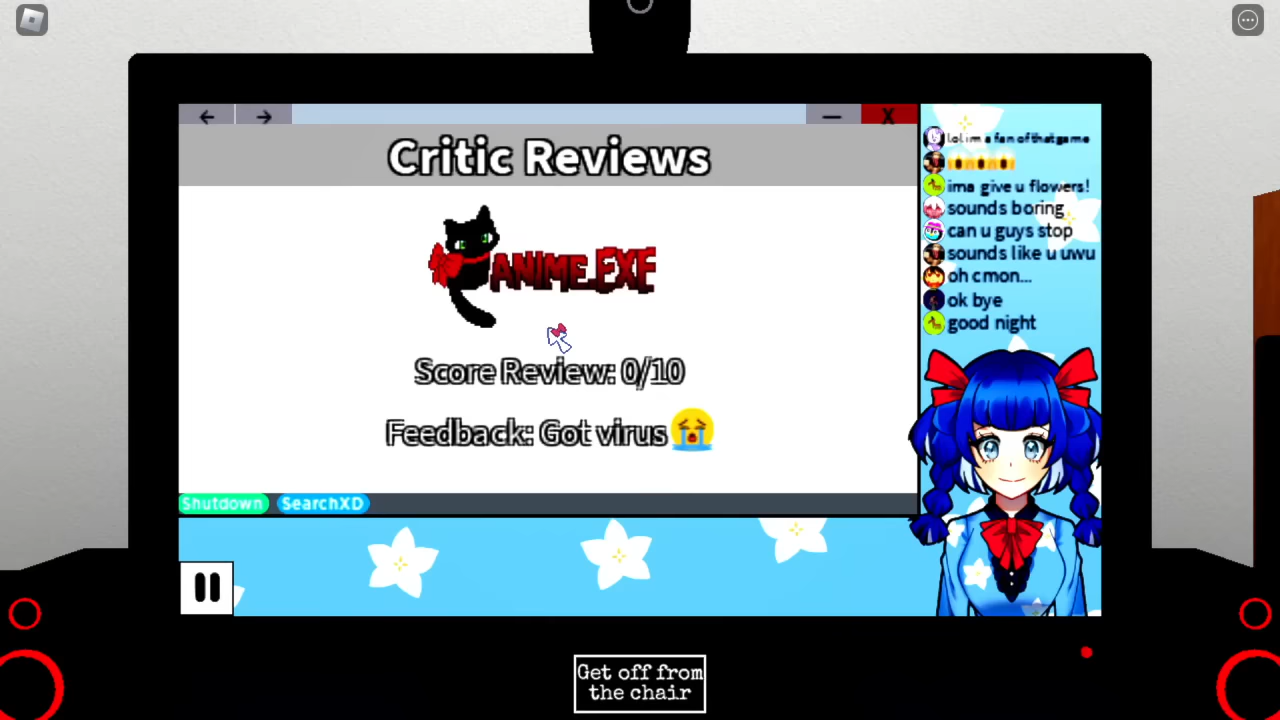 X
Critic Reviews
ANIME.EXE
Score Review: 0/10
Feedback: Got virus😭
Shutdown
SearchXD
lol im a fan of that game
ima give u flowers!
sounds boring
can u guys stop
sounds like u uwu
oh cmon...
ok bye
good night
Get off from
the chair